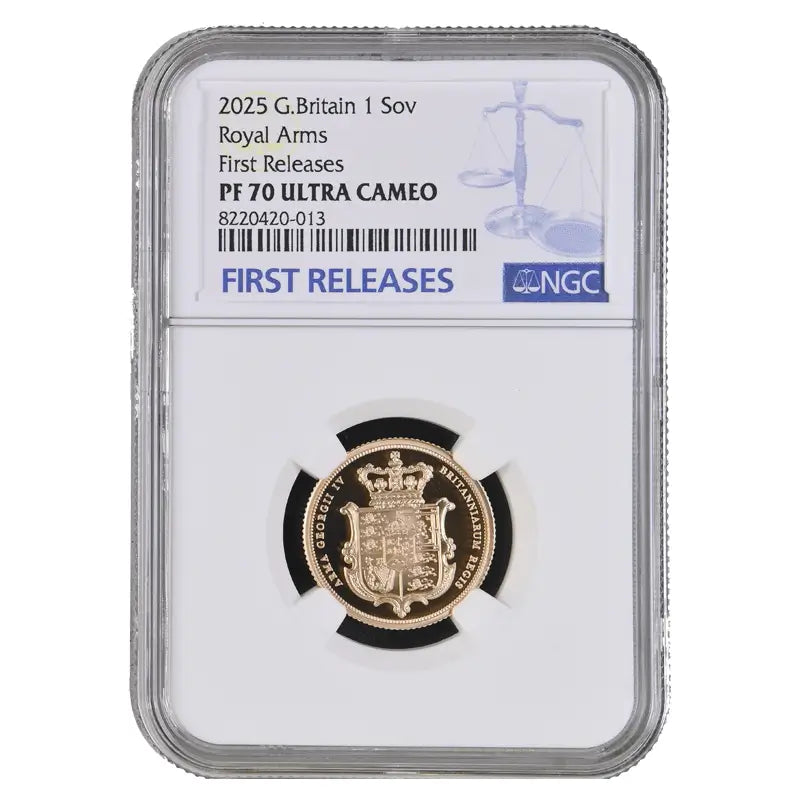 2025 G.Britain 1 Sov
Royal Arms
First Releases
PF 70 ULTRA CAMEO
8220420-013
FIRST RELEASES
NGC
ARMA GEORGII IV
BRITANNIARUM REGIS